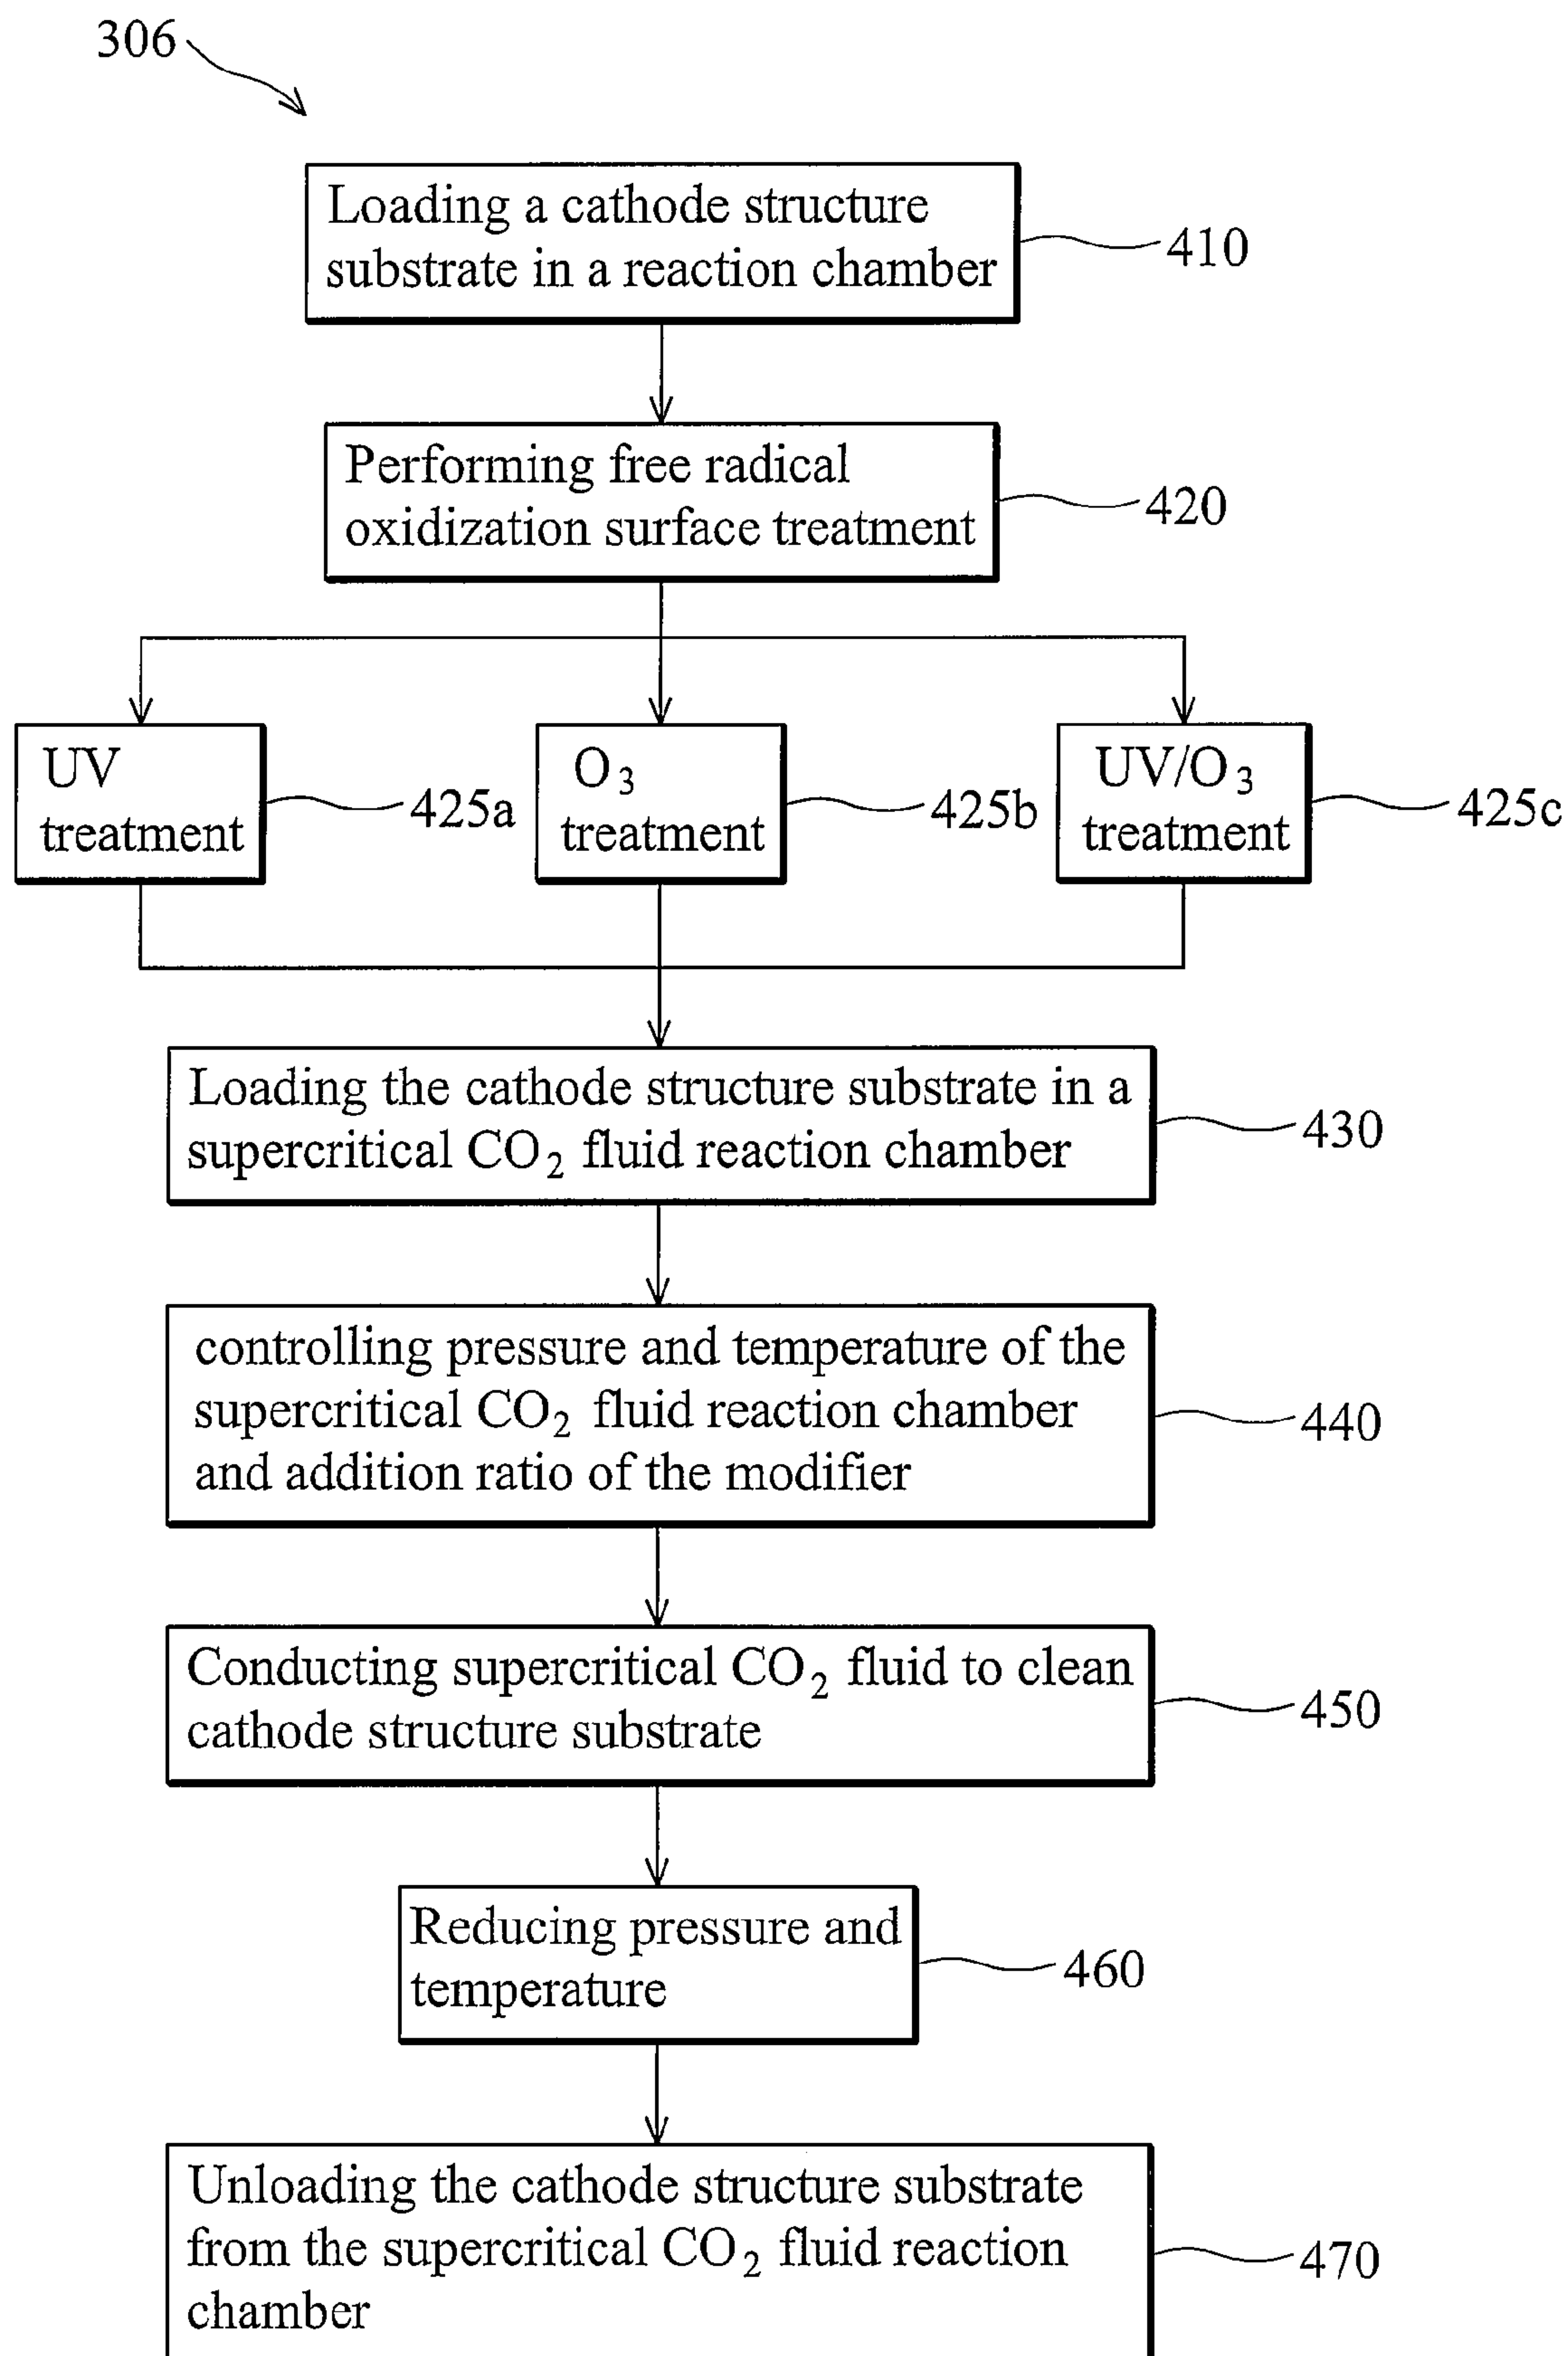 306
Loading a cathode structure
substrate in a reaction chamber
410
Performing free radical
oxidization surface treatment
420
UV
treatment
425a
O3
treatment
425b
UV/O3
treatment
425c
Loading the cathode structure substrate in a
supercritical CO2 fluid reaction chamber
430
controlling pressure and temperature of the
supercritical CO2 fluid reaction chamber
and addition ratio of the modifier
440
Conducting supercritical CO2 fluid to clean
cathode structure substrate
450
Reducing pressure and
temperature
460
Unloading the cathode structure substrate
from the supercritical CO2 fluid reaction
chamber
470